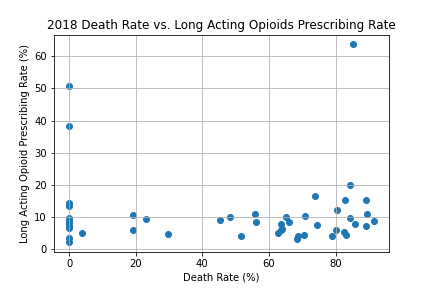 2018 Death Rate vs. Long Acting Opioids Prescribing Rate
Long Acting Opioid Prescribing Rate (%)
60
50
40
30
20
10
0
0 20 40 60 80
Death Rate (%)